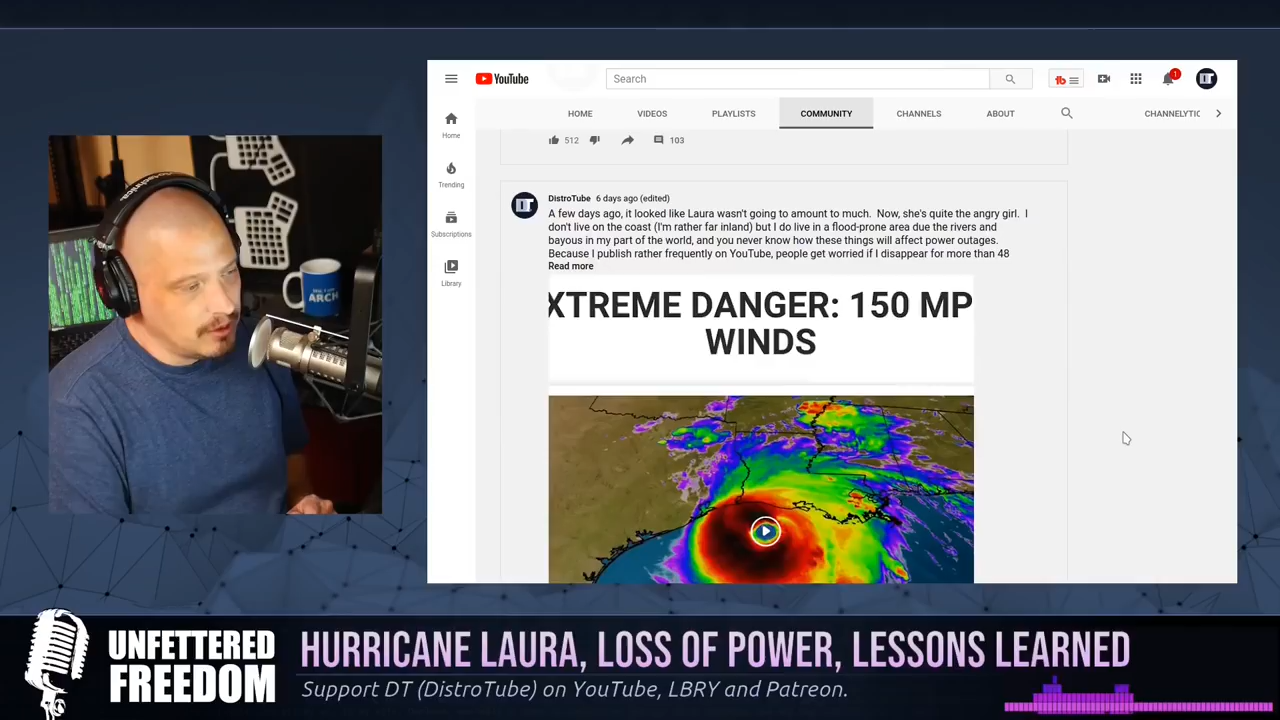 YouTube
Search
1
DT
Home
Trending
Subscriptions
Library
HOME
VIDEOS
PLAYLISTS
COMMUNITY
CHANNELS
ABOUT
CHANNELYTIC
512
103
DT
DistroTube 6 days ago (edited)
A few days ago, it looked like Laura wasn't going to amount to much. Now, she's quite the angry girl. I
don't live on the coast (I'm rather far inland) but I do live in a flood-prone area due the rivers and
bayous in my part of the world, and you never know how these things will affect power outages.
Because I publish rather frequently on YouTube, people get worried if I disappear for more than 48
Read more
XTREME DANGER: 150 MP
WINDS
ARCH
UNFETTERED
FREEDOM
HURRICANE LAURA, LOSS OF POWER, LESSONS LEARNED
Support DT (DistroTube) on YouTube, LBRY and Patreon.